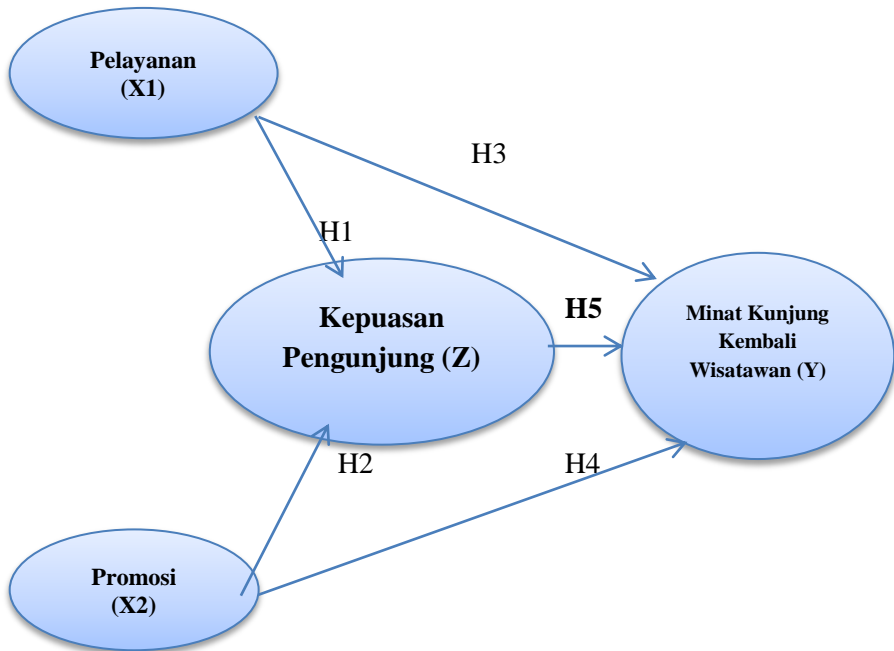 Pelayanan
(X1)
H3
H1
Kepuasan
Pengunjung (Z)
H5
Minat Kunjung
Kembali
Wisatawan (Y)
H2
H4
Promosi
(X2)